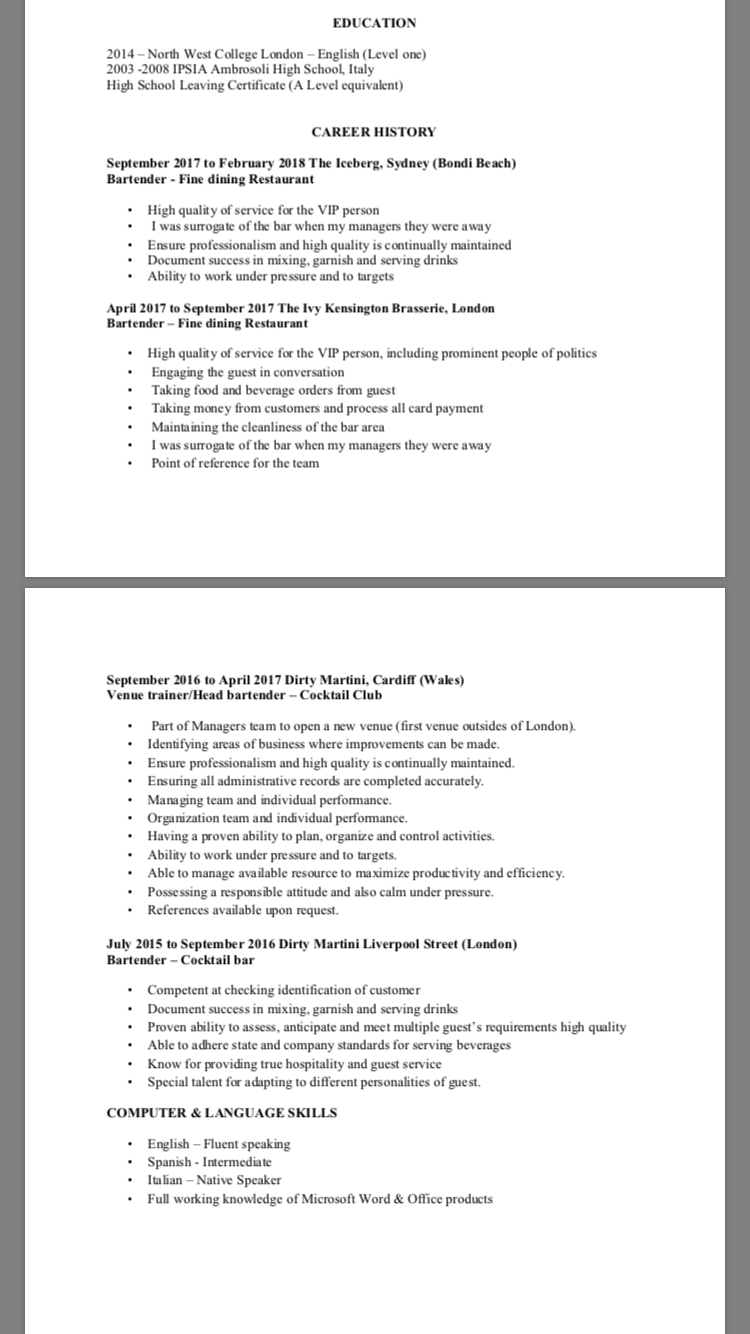 EDUCATION
2014 – North West College London – English (Level one)
2003 -2008 IPSIA Ambrosoli High School, Italy
High School Leaving Certificate (A Level equivalent)
CAREER HISTORY
September 2017 to February 2018 The Iceberg, Sydney (Bondi Beach)
Bartender - Fine dining Restaurant
• High quality of service for the VIP person
• I was surrogate of the bar when my managers they were away
• Ensure professionalism and high quality is continually maintained
• Document success in mixing, garnish and serving drinks
• Ability to work under pressure and to targets
April 2017 to September 2017 The Ivy Kensington Brasserie, London
Bartender – Fine dining Restaurant
• High quality of service for the VIP person, including prominent people of politics
• Engaging the guest in conversation
• Taking food and beverage orders from guest
• Taking money from customers and process all card payment
• Maintaining the cleanliness of the bar area
• I was surrogate of the bar when my managers they were away
• Point of reference for the team
September 2016 to April 2017 Dirty Martini, Cardiff (Wales)
Venue trainer/Head bartender – Cocktail Club
• Part of Managers team to open a new venue (first venue outsides of London).
• Identifying areas of business where improvements can be made.
• Ensure professionalism and high quality is continually maintained.
• Ensuring all administrative records are completed accurately.
• Managing team and individual performance.
• Organization team and individual performance.
• Having a proven ability to plan, organize and control activities.
• Ability to work under pressure and to targets.
• Able to manage available resource to maximize productivity and efficiency.
• Possessing a responsible attitude and also calm under pressure.
• References available upon request.
July 2015 to September 2016 Dirty Martini Liverpool Street (London)
Bartender – Cocktail bar
• Competent at checking identification of customer
• Document success in mixing, garnish and serving drinks
• Proven ability to assess, anticipate and meet multiple guest’s requirements high quality
• Able to adhere state and company standards for serving beverages
• Know for providing true hospitality and guest service
• Special talent for adapting to different personalities of guest.
COMPUTER & LANGUAGE SKILLS
• English – Fluent speaking
• Spanish - Intermediate
• Italian – Native Speaker
• Full working knowledge of Microsoft Word & Office products